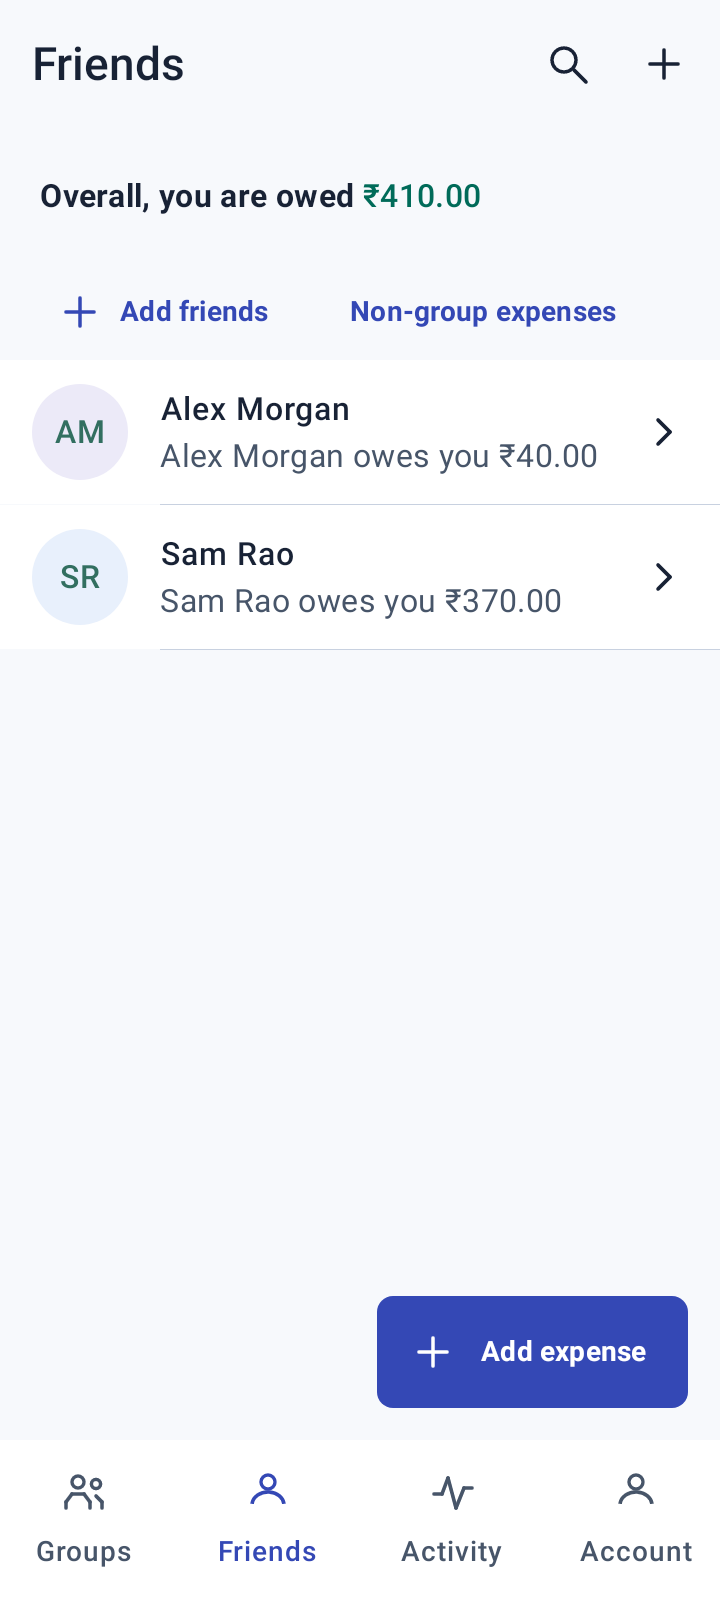 Friends
Overall, you are owed ₹410.00
Add friends
Non-group expenses
AM
Alex Morgan
Alex Morgan owes you ₹40.00
SR
Sam Rao
Sam Rao owes you ₹370.00
Add expense
Groups
Friends
Activity
Account